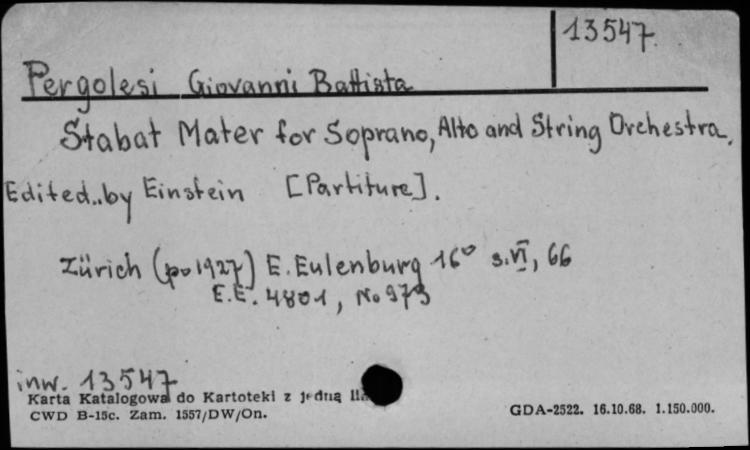 13547
Pergolesi Giovanni Battista
Stabat Mater for Soprano, Alto and String Orchestra.
Edited..by Einstein [Partiture].
Zürich (po 1927) E. Eulenburg 16° s. VI, 66
E.E. 4801, No 973
inw. 13547
Karta Katalogowa do Kartoteki z jedną
CWD B-15c. Zam. 1557/DW/On.
GDA-2522. 16.10.68. 1.150.000.